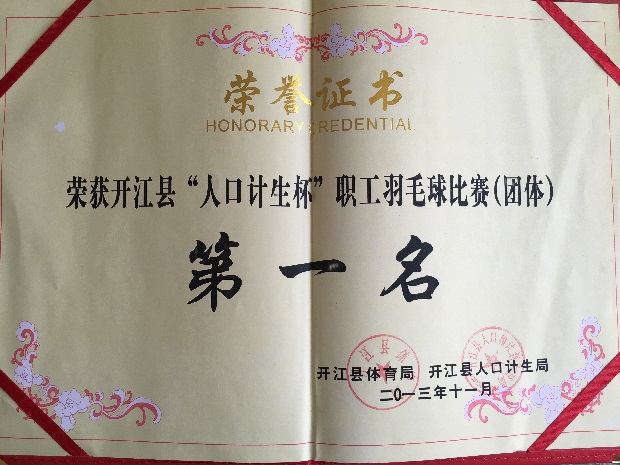 荣誉证书
HONORARY CREDENTIAL
荣获开江县“人口计生杯”职工羽毛球比赛(团体)
第一名
开江县体育局 开江县人口计生局
二〇一三年十一月